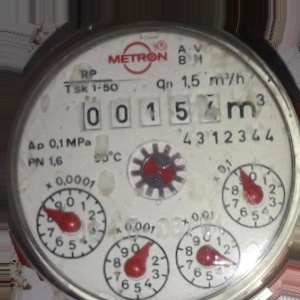 METRON ®
A V
B H
RP
TSK 1-50
qn 1,5 m³/h
0015 m³
Δp 0,1 MPa
4312344
PN 1,6
90°C
x 0,0001
x 0,001
x 0,01
x 0,1